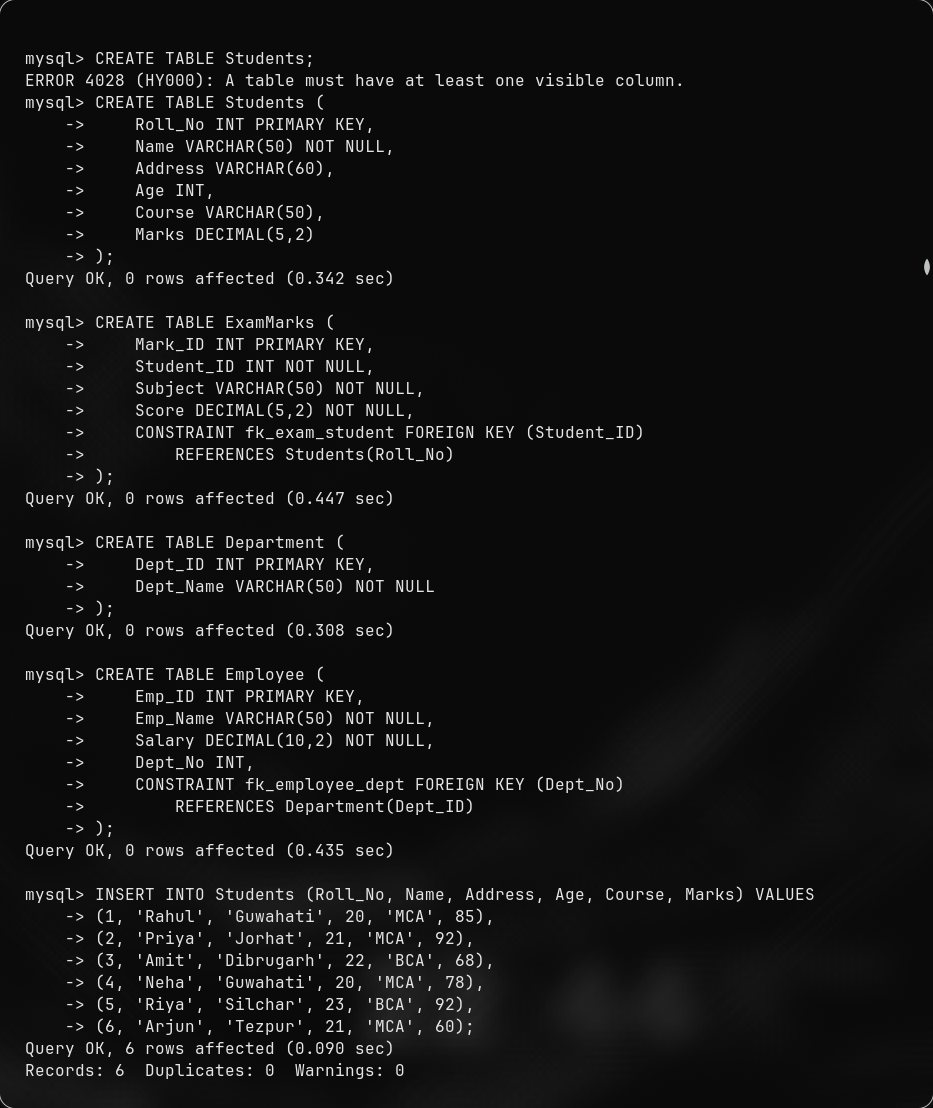 mysql> CREATE TABLE Students;
ERROR 4028 (HY000): A table must have at least one visible column.
mysql> CREATE TABLE Students (
    ->     Roll_No INT PRIMARY KEY,
    ->     Name VARCHAR(50) NOT NULL,
    ->     Address VARCHAR(60),
    ->     Age INT,
    ->     Course VARCHAR(50),
    ->     Marks DECIMAL(5,2)
    -> );
Query OK, 0 rows affected (0.342 sec)

mysql> CREATE TABLE ExamMarks (
    ->     Mark_ID INT PRIMARY KEY,
    ->     Student_ID INT NOT NULL,
    ->     Subject VARCHAR(50) NOT NULL,
    ->     Score DECIMAL(5,2) NOT NULL,
    ->     CONSTRAINT fk_exam_student FOREIGN KEY (Student_ID)
    ->         REFERENCES Students(Roll_No)
    -> );
Query OK, 0 rows affected (0.447 sec)

mysql> CREATE TABLE Department (
    ->     Dept_ID INT PRIMARY KEY,
    ->     Dept_Name VARCHAR(50) NOT NULL
    -> );
Query OK, 0 rows affected (0.308 sec)

mysql> CREATE TABLE Employee (
    ->     Emp_ID INT PRIMARY KEY,
    ->     Emp_Name VARCHAR(50) NOT NULL,
    ->     Salary DECIMAL(10,2) NOT NULL,
    ->     Dept_No INT,
    ->     CONSTRAINT fk_employee_dept FOREIGN KEY (Dept_No)
    ->         REFERENCES Department(Dept_ID)
    -> );
Query OK, 0 rows affected (0.435 sec)

mysql> INSERT INTO Students (Roll_No, Name, Address, Age, Course, Marks) VALUES
    -> (1, 'Rahul', 'Guwahati', 20, 'MCA', 85),
    -> (2, 'Priya', 'Jorhat', 21, 'MCA', 92),
    -> (3, 'Amit', 'Dibrugarh', 22, 'BCA', 68),
    -> (4, 'Neha', 'Guwahati', 20, 'MCA', 78),
    -> (5, 'Riya', 'Silchar', 23, 'BCA', 92),
    -> (6, 'Arjun', 'Tezpur', 21, 'MCA', 60);
Query OK, 6 rows affected (0.090 sec)
Records: 6  Duplicates: 0  Warnings: 0